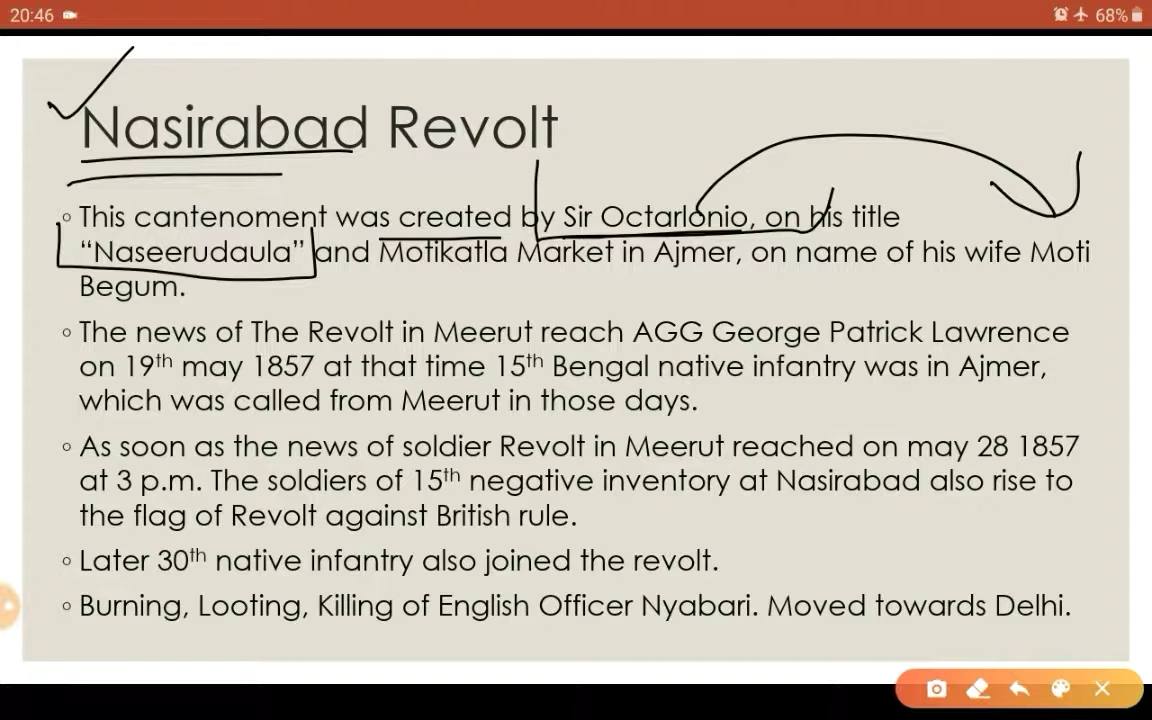 20:46 68%
Nasirabad Revolt
◦ This cantenoment was created by Sir Octarlonio, on his title
“Naseerudaula” and Motikatla Market in Ajmer, on name of his wife Moti
Begum.
◦ The news of The Revolt in Meerut reach AGG George Patrick Lawrence
on 19th may 1857 at that time 15th Bengal native infantry was in Ajmer,
which was called from Meerut in those days.
◦ As soon as the news of soldier Revolt in Meerut reached on may 28 1857
at 3 p.m. The soldiers of 15th negative inventory at Nasirabad also rise to
the flag of Revolt against British rule.
◦ Later 30th native infantry also joined the revolt.
◦ Burning, Looting, Killing of English Officer Nyabari. Moved towards Delhi.